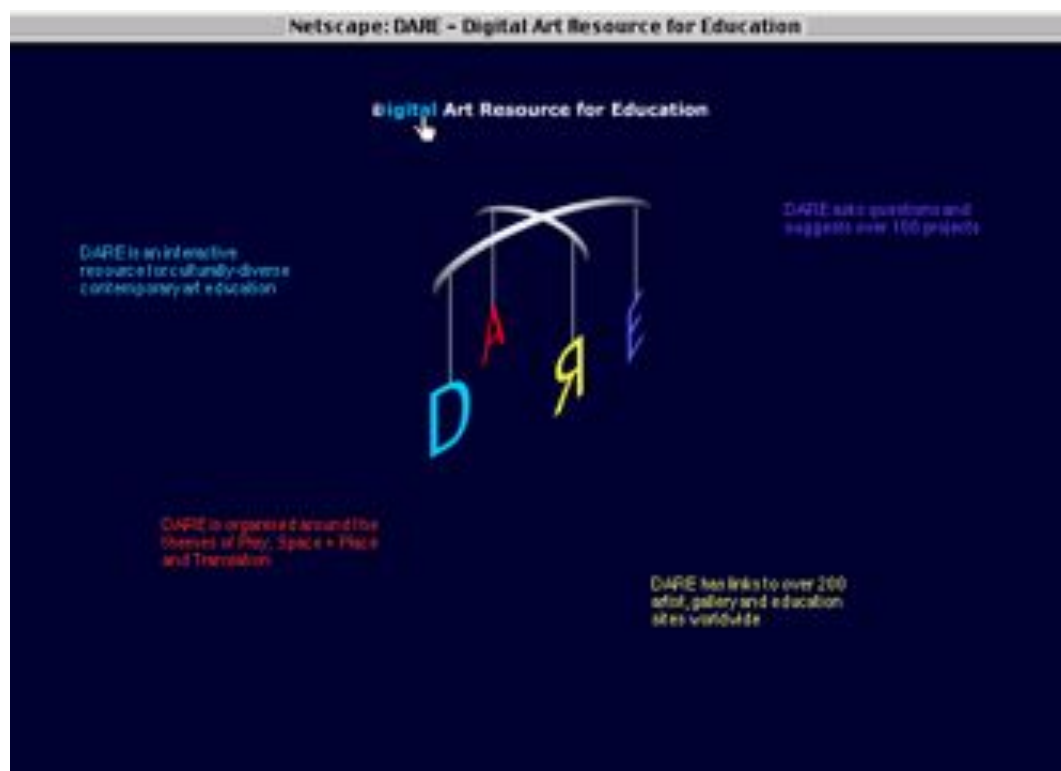 Netscape: DARE - Digital Art Resource for Education
Digital Art Resource for Education
DARE asks questions and
suggests over 100 projects
DARE is an interactive
resource for culturally-diverse
contemporary art education
A
E
R
D
DARE is organised around the
themes of Play, Space + Place
and Translation
DARE has links to over 200
artist, gallery and education
sites worldwide